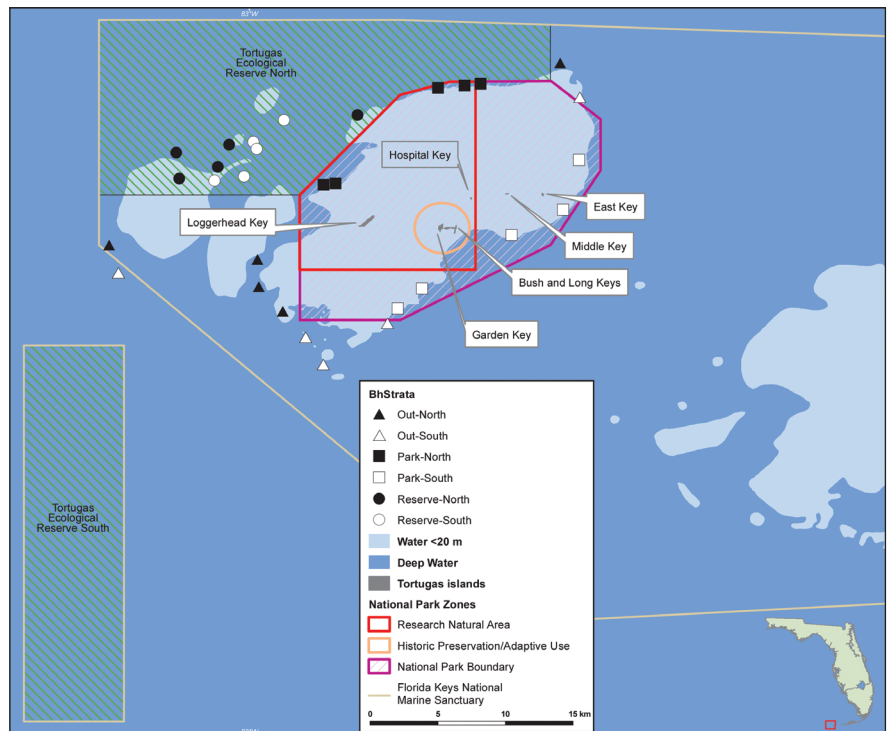 83°W
Tortugas
Ecological
Reserve North
Hospital Key
Loggerhead Key
East Key
Middle Key
Bush and Long Keys
Garden Key
Tortugas
Ecological
Reserve South
BhStrata
Out-North
Out-South
Park-North
Park-South
Reserve-North
Reserve-South
Water <20 m
Deep Water
Tortugas islands
National Park Zones
Research Natural Area
Historic Preservation/Adaptive Use
National Park Boundary
Florida Keys National
Marine Sanctuary
0 5 10 15 km